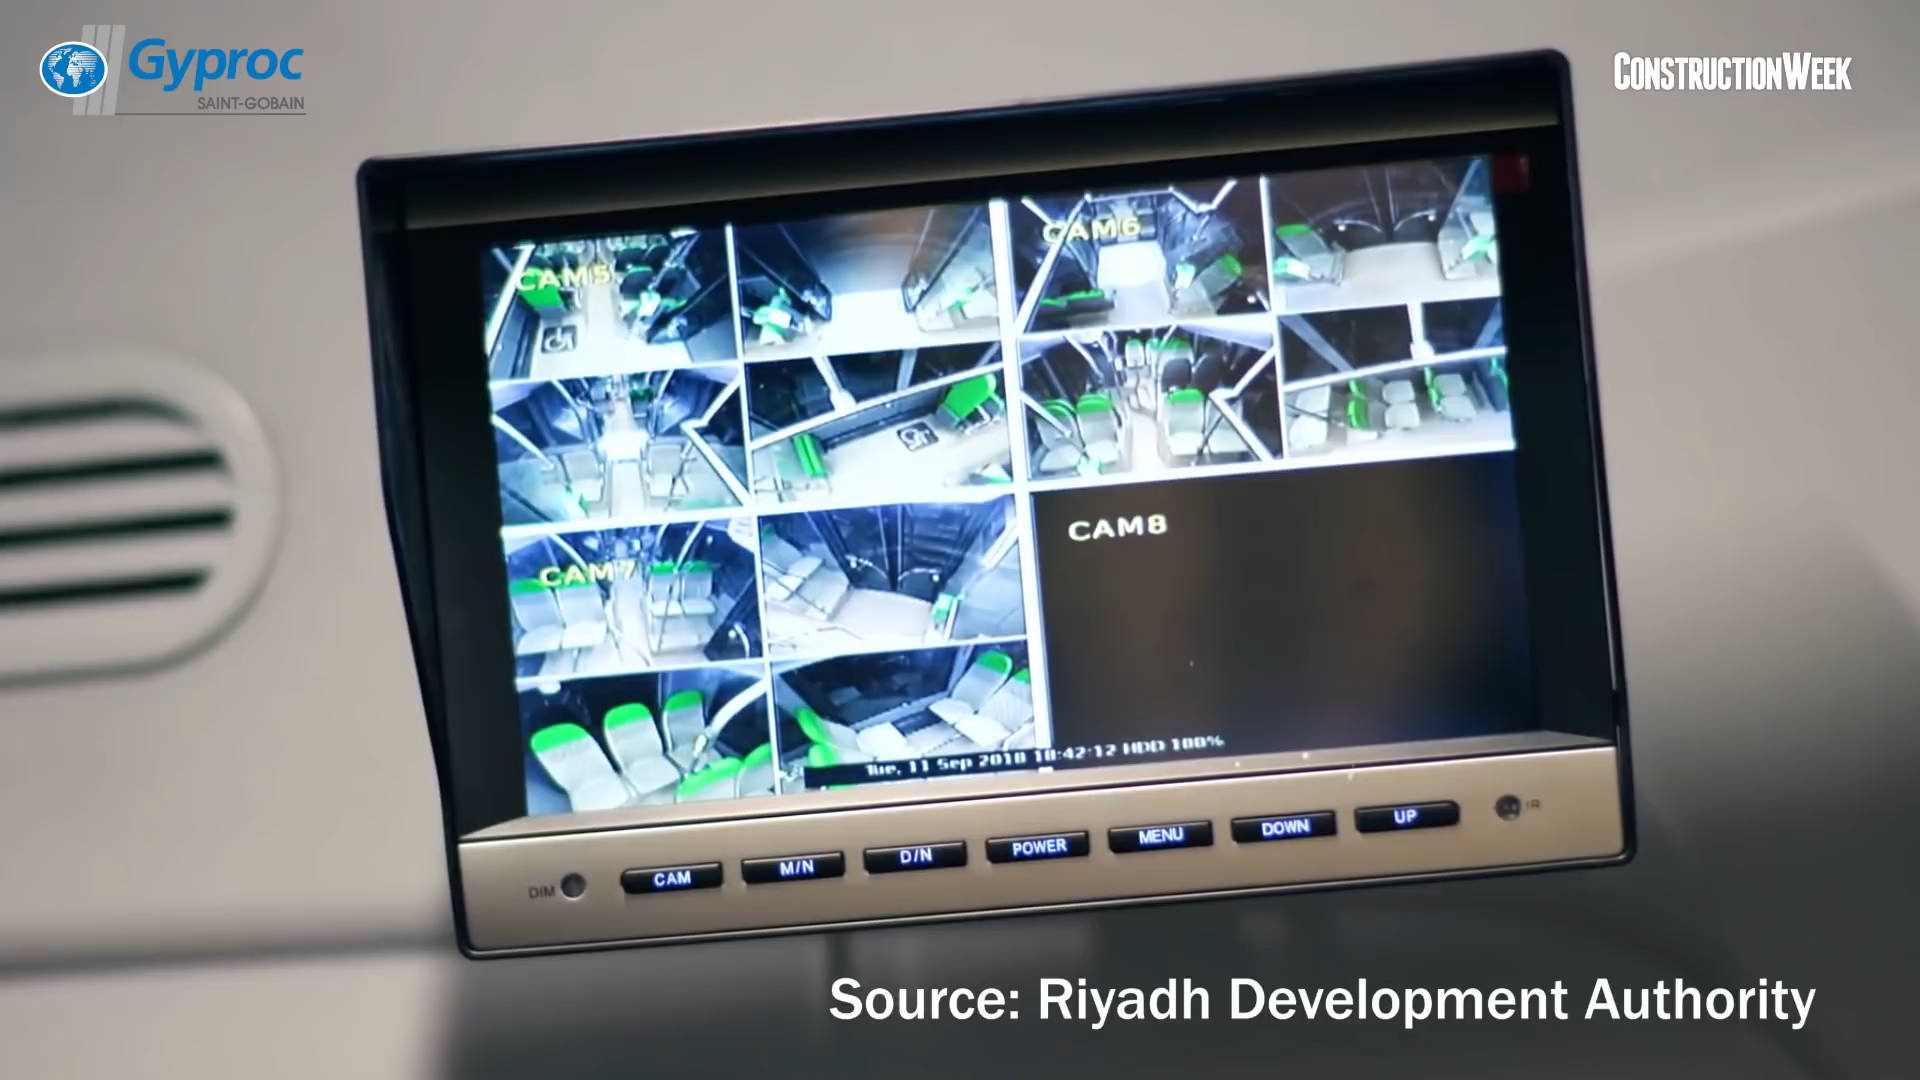 Gyproc
SAINT-GOBAIN
CONSTRUCTIONWEEK
CAM5
CAM6
CAM7
CAM8
Tue, 11 Sep 2018 18:42:12 HDD 100%
DIM
CAM
M/N
D/N
POWER
MENU
DOWN
UP
IR
Source: Riyadh Development Authority